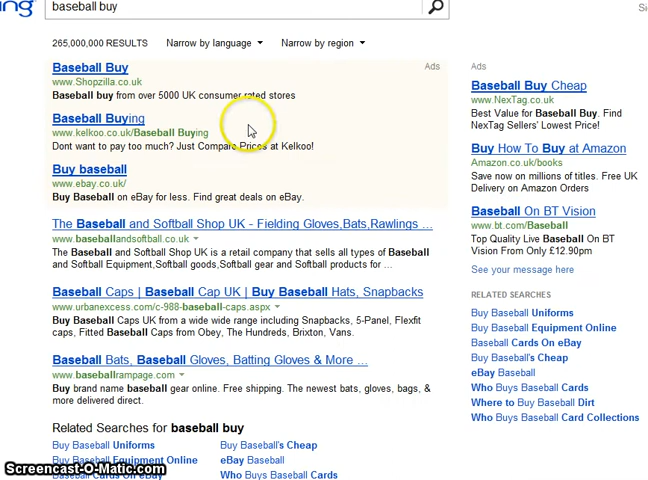 ing
baseball buy
Si
265,000,000 RESULTS Narrow by language Narrow by region
Baseball Buy Ads
www.Shopzilla.co.uk
Baseball buy from over 5000 UK consumer rated stores
Baseball Buying
www.kelkoo.co.uk/Baseball Buying
Dont want to pay too much? Just Compare Prices at Kelkoo!
Buy baseball
www.ebay.co.uk/
Buy Baseball on eBay for less. Find great deals on eBay.
The Baseball and Softball Shop UK - Fielding Gloves,Bats,Rawlings ...
www.baseballandsoftball.co.uk
The Baseball and Softball Shop UK is a retail company that sells all types of Baseball
and Softball Equipment,Softball goods,Softball gear and Softball products for ...
Baseball Caps | Baseball Cap UK | Buy Baseball Hats, Snapbacks
www.urbanexcess.com/c-988-baseball-caps.aspx
Buy Baseball Caps UK from a wide wide range including Snapbacks, 5-Panel, Flexfit
caps, Fitted Baseball Caps from Obey, The Hundreds, Brixton, Vans.
Baseball Bats, Baseball Gloves, Batting Gloves & More ...
www.baseballrampage.com
Buy brand name baseball gear online. Free shipping. The newest bats, gloves, bags, &
more delivered direct.
Related Searches for baseball buy
Buy Baseball Uniforms Buy Baseball's Cheap
Buy Baseball Equipment Online eBay Baseball
Baseball Cards On eBay Who Buys Baseball Cards
Ads
Baseball Buy Cheap
www.NexTag.co.uk
Best Value for Baseball Buy. Find
NexTag Sellers' Lowest Price!
Buy How To Buy at Amazon
Amazon.co.uk/books
Save now on millions of titles. Free UK
Delivery on Amazon Orders
Baseball On BT Vision
www.bt.com/Baseball
Top Quality Live Baseball On BT
Vision From Only £12.90pm
See your message here
RELATED SEARCHES
Buy Baseball Uniforms
Buy Baseball Equipment Online
Baseball Cards On eBay
Buy Baseball's Cheap
eBay Baseball
Who Buys Baseball Cards
Where to Buy Baseball Dirt
Who Buys Baseball Card Collections
Screencast-O-Matic.com